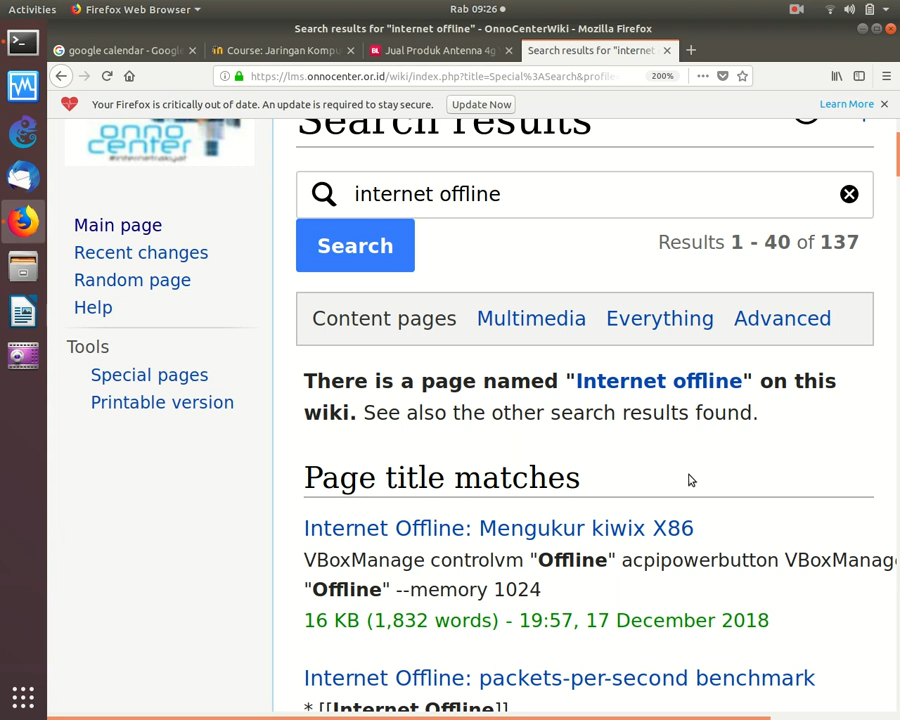 Activities Firefox Web Browser Rab 09:26
Search results for "internet offline" - OnnoCenterWiki - Mozilla Firefox
google calendar - Googl Course: Jaringan Kompu Jual Produk Antenna 4g Search results for "internet
https://lms.onnocenter.or.id/wiki/index.php?title=Special%3ASearch&profile 200%
Your Firefox is critically out of date. An update is required to stay secure. Update Now Learn More
onno
center
#internetrakyat
Search results
internet offline
Search
Results 1 - 40 of 137
Main page
Recent changes
Random page
Help
Tools
Special pages
Printable version
Content pages Multimedia Everything Advanced
There is a page named "Internet offline" on this
wiki. See also the other search results found.
Page title matches
Internet Offline: Mengukur kiwix X86
VBoxManage controlvm "Offline" acpipowerbutton VBoxManag
"Offline" --memory 1024
16 KB (1,832 words) - 19:57, 17 December 2018
Internet Offline: packets-per-second benchmark
* [[Internet Offline]]